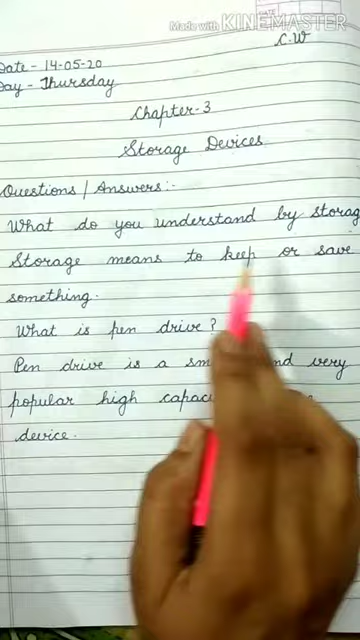 Made with KINEMASTER
C.W
Date - 14-05-20
Day - Thursday
Chapter-3
Storage Devices
Questions / Answers:-
What do you understand by Storag
Storage means to keep or save
something.
What is pen drive?
Pen drive is a sm nd very
popular high capaci
device.